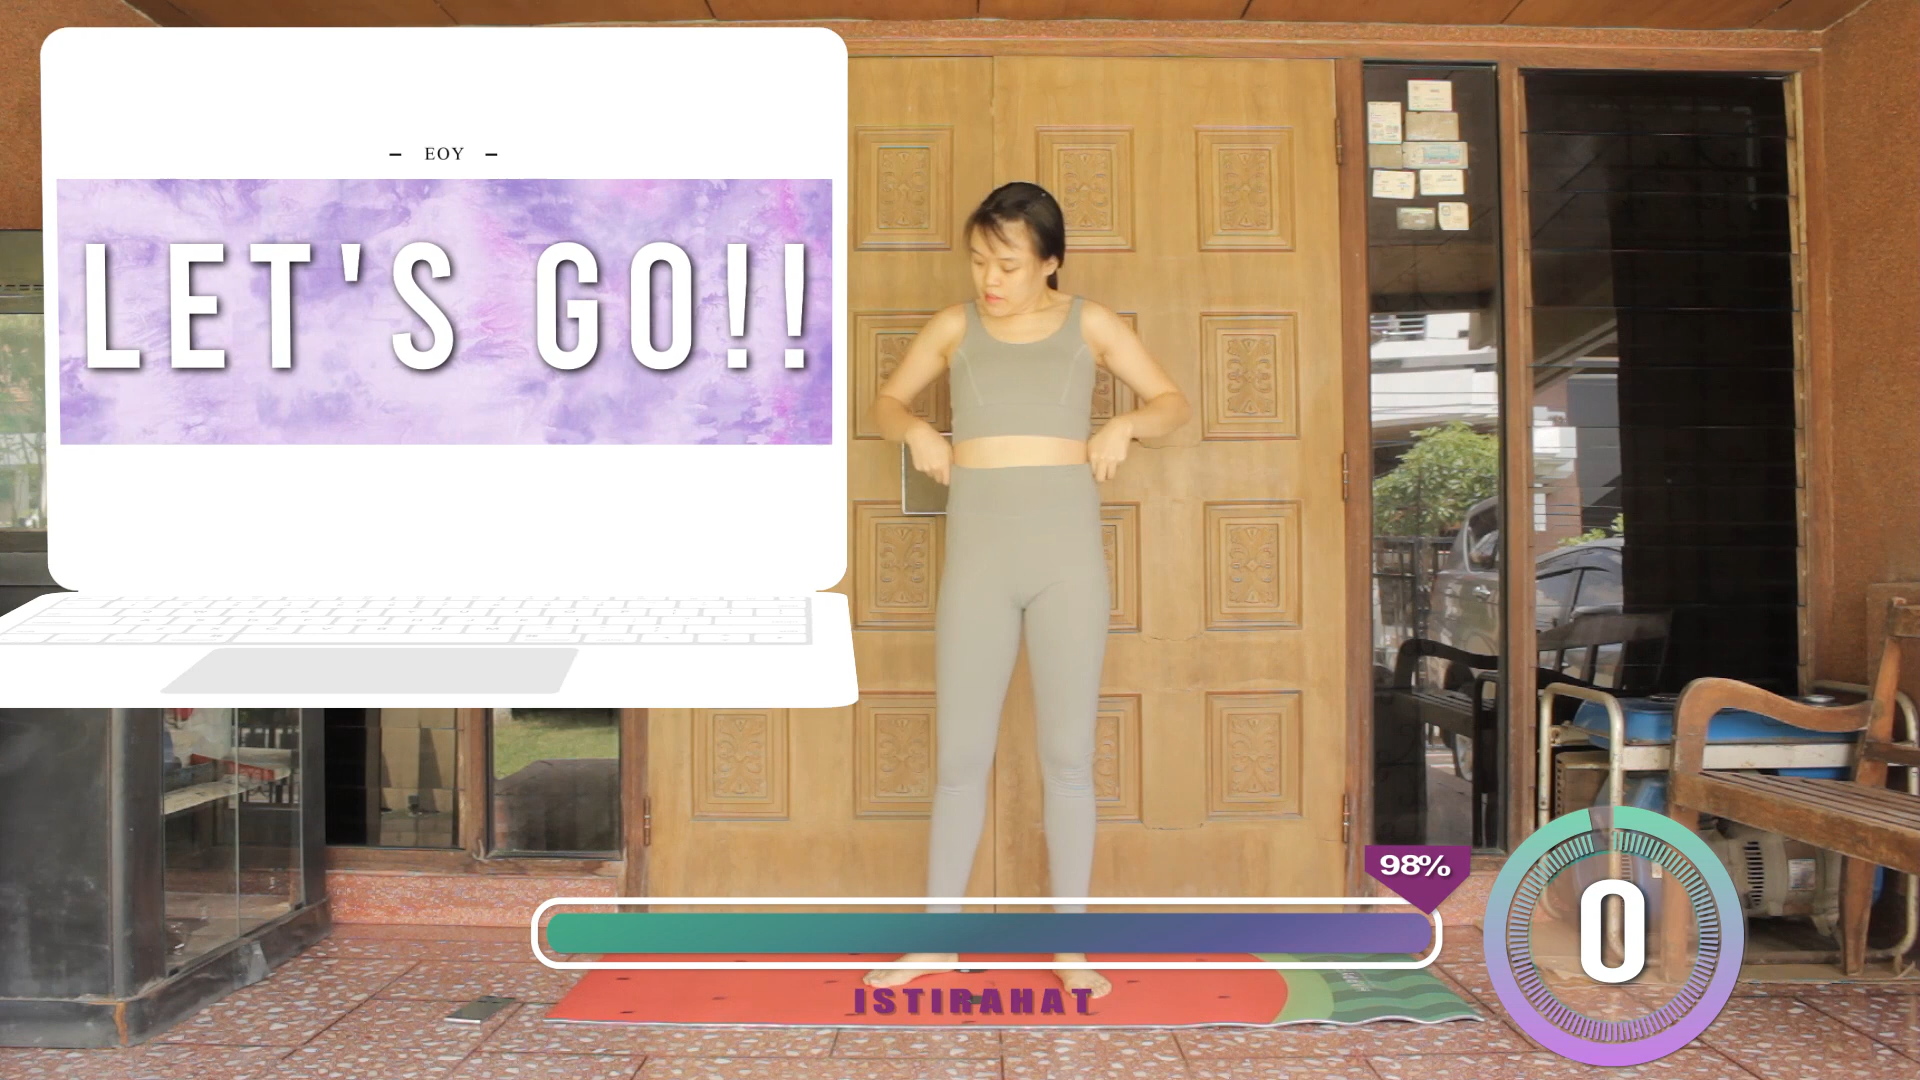 – EOY –
LET'S GO!!
98%
0
ISTIRAHAT